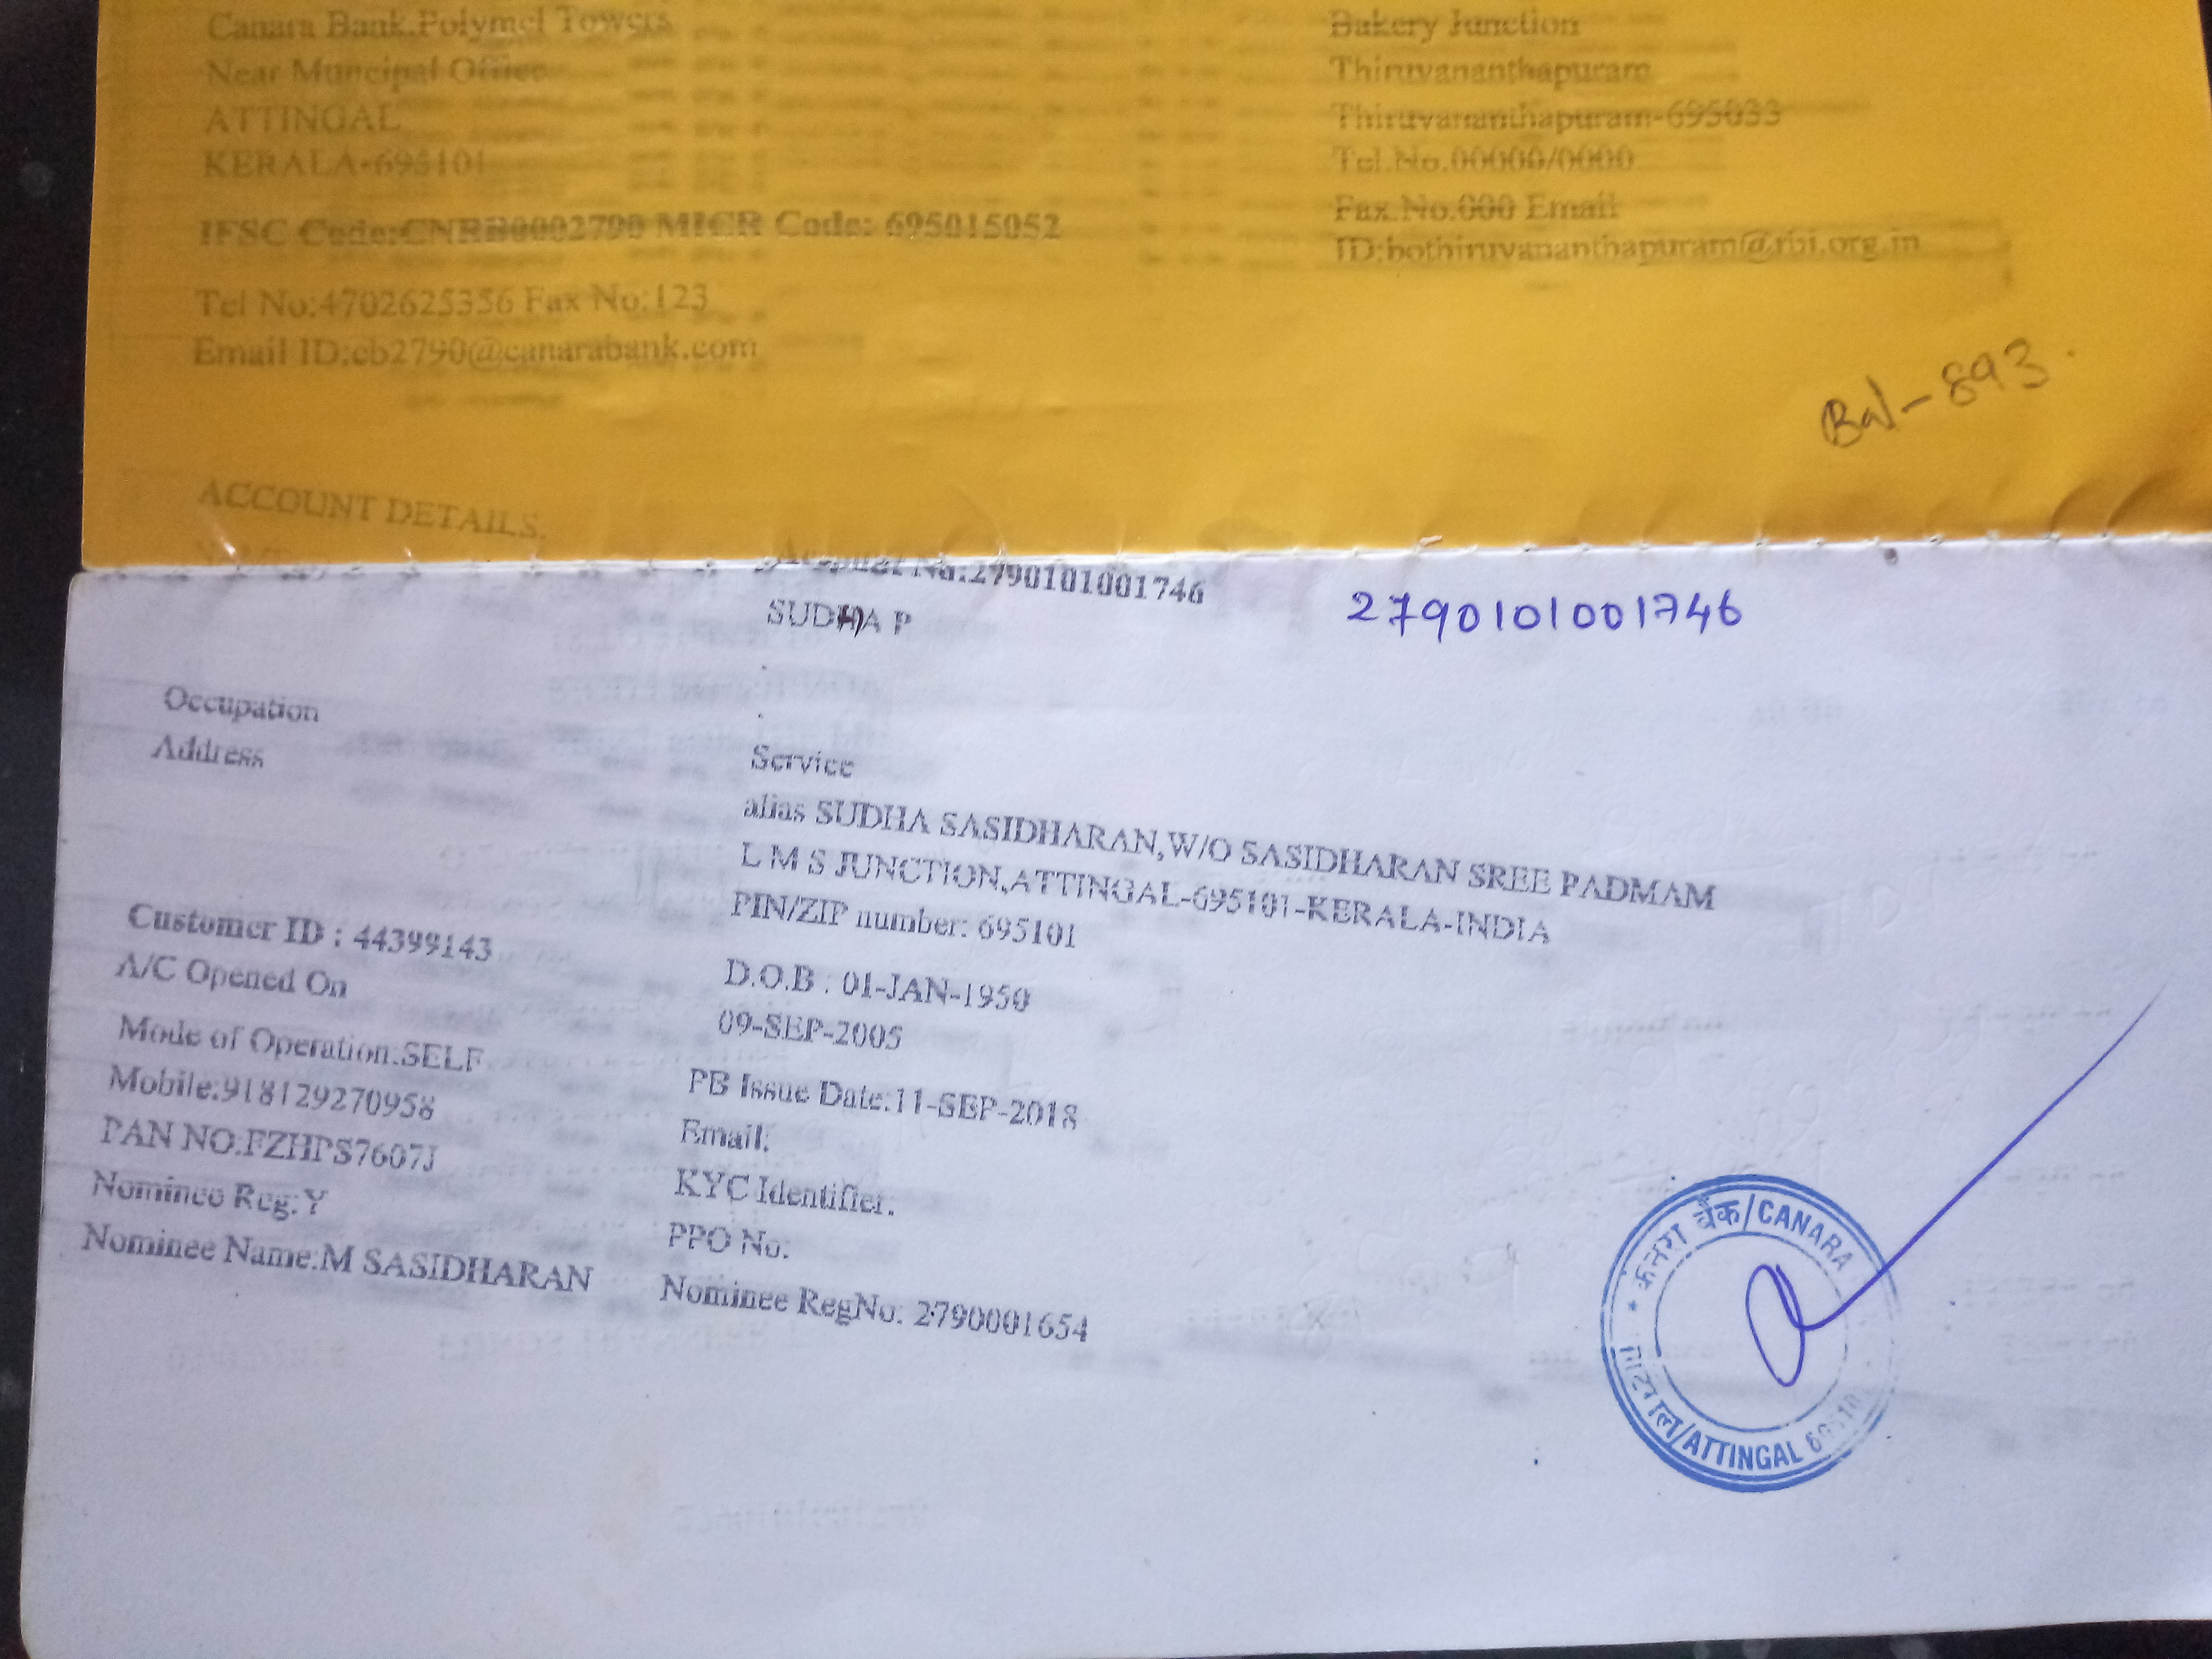 Canara Bank.Polymel Towers
Near Muncipal Office
ATTINGAL
KERALA-695101
IFSC Code:CNRB0002790 MICR Code: 695015052
Tel No:4702625356 Fax No:123
Email ID:cb2790@canarabank.com
Bakery Junction
Thiruvananthapuram
Thiruvananthapuram-695033
Tel.No.00000/0000
Fax.No.000 Email
ID:bothiruvananthapuram@rbi.org.in
Bal-893.
ACCOUNT DETAILS.
Account No:2790101001746
SUDHA P
2790101001746
Occupation
Service
Address
alias SUDHA SASIDHARAN,W/O SASIDHARAN SREE PADMAM
L M S JUNCTION,ATTINGAL-695101-KERALA-INDIA
PIN/ZIP number: 695101
Customer ID : 44399143
D.O.B : 01-JAN-1950
A/C Opened On
09-SEP-2005
Mode of Operation:SELF
PB Issue Date:11-SEP-2018
Mobile:918129270958
Email:
PAN NO:FZHPS7607J
KYC Identifier:
Nominee Reg:Y
PPO No:
Nominee Name:M SASIDHARAN
Nominee RegNo: 2790001654
केनरा बैंक/CANARA
/ATTINGAL